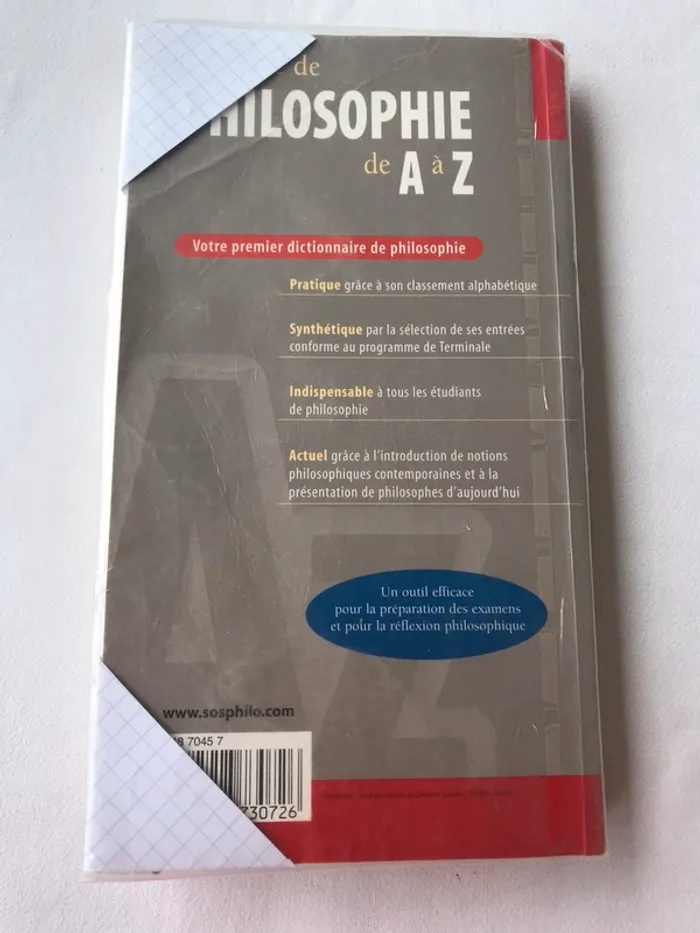 de
HILOSOPHIE
de A à Z
Votre premier dictionnaire de philosophie
Pratique grâce à son classement alphabétique
Synthétique par la sélection de ses entrées
conforme au programme de Terminale
Indispensable à tous les étudiants
de philosophie
Actuel grâce à l'introduction de notions
philosophiques contemporaines et à la
présentation de philosophes d'aujourd'hui
Un outil efficace
pour la préparation des examens
et pour la réflexion philosophique
www.sosphilo.com
8 7045 7
730726